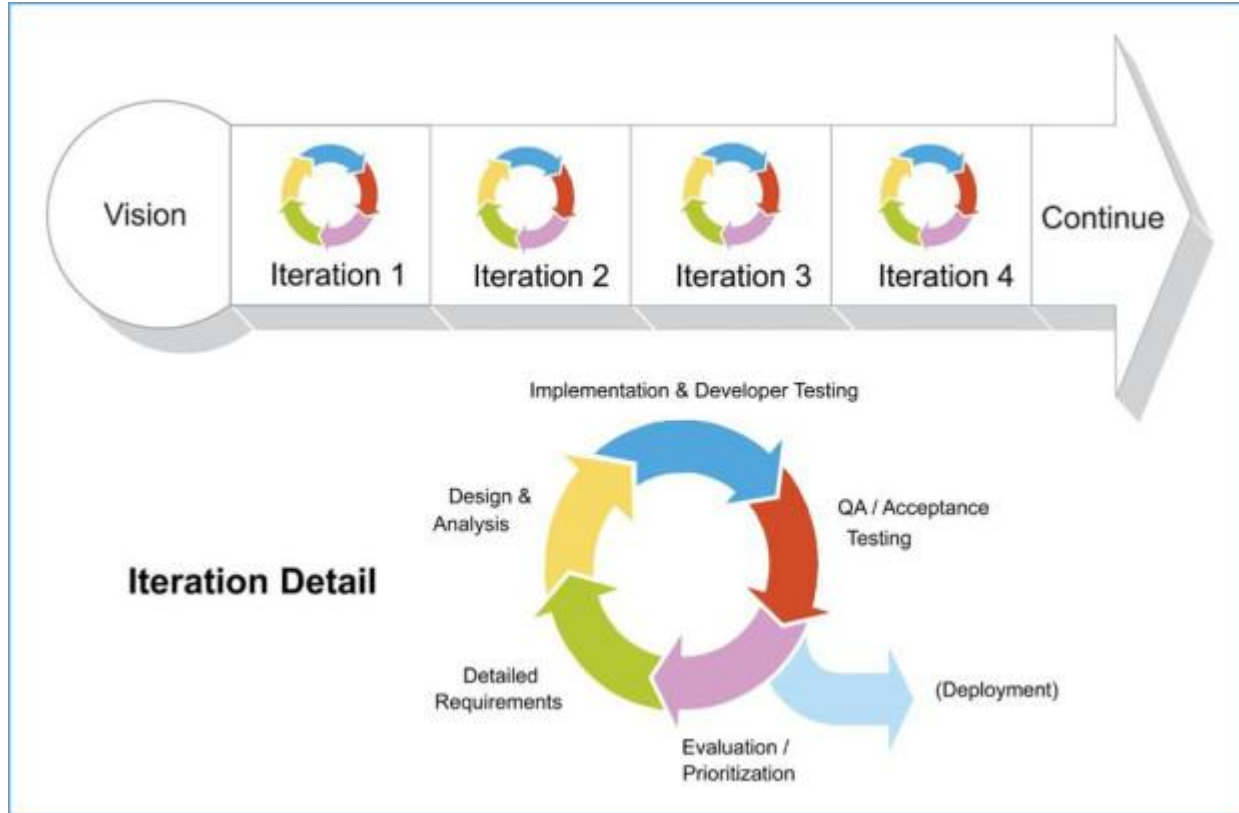 Vision
Iteration 1
Iteration 2
Iteration 3
Iteration 4
Continue
Implementation & Developer Testing
Design &
Analysis
QA / Acceptance
Testing
Iteration Detail
Detailed
Requirements
(Deployment)
Evaluation /
Prioritization